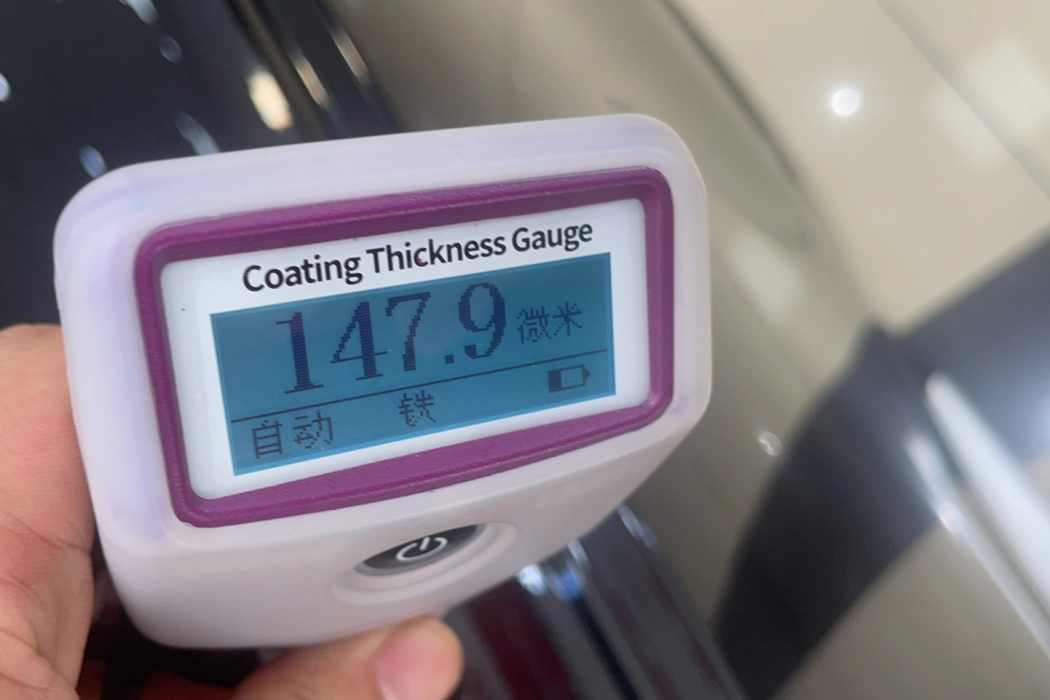 Coating Thickness Gauge
147.9 微米
自动 铁